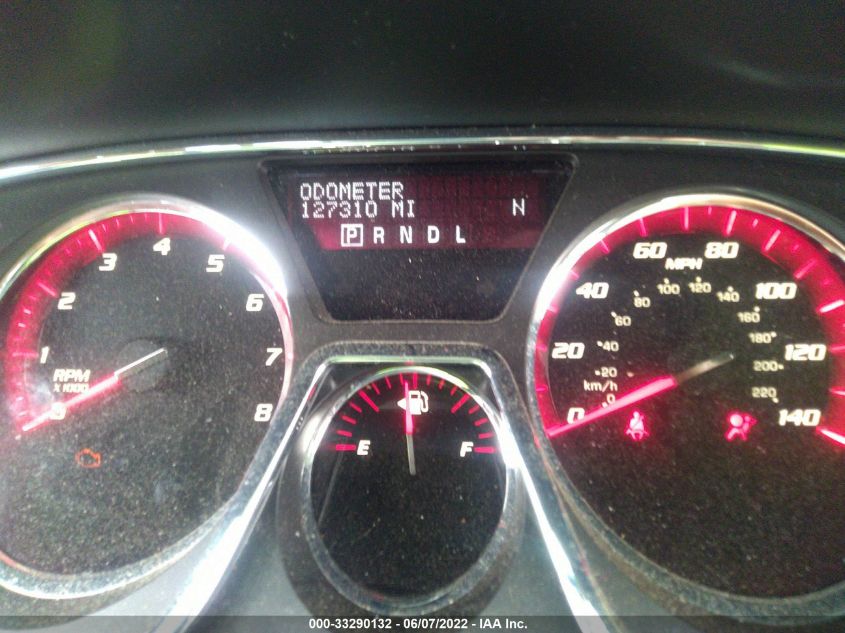 ODOMETER
127310 MI N
P R N D L
0 1 2 3 4 5 6 7 8
RPM
X 1000
E F
0 20 40 60 80 100 120 140
MPH
0 20 40 60 80 100 120 140 160 180 200 220
km/h
000-33290132 - 06/07/2022 - IAA Inc.